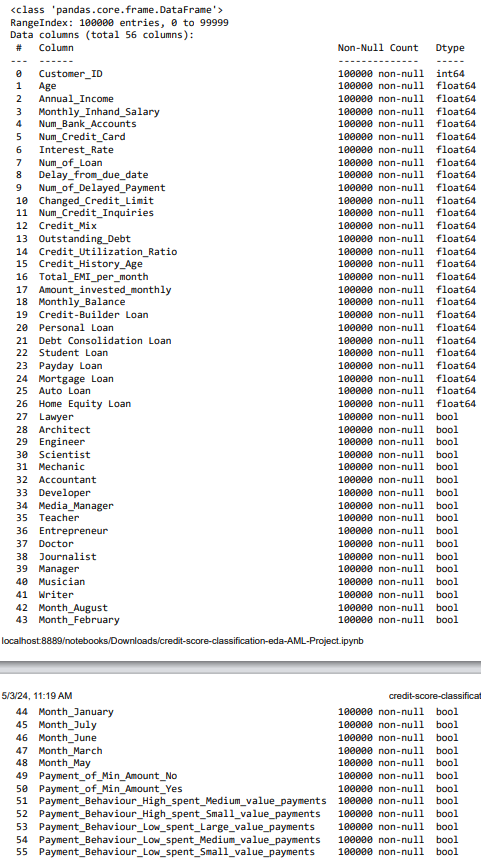 <class 'pandas.core.frame.DataFrame'>
RangeIndex: 100000 entries, 0 to 99999
Data columns (total 56 columns):
 #   Column                                            Non-Null Count   Dtype
---  ------                                            --------------   -----
 0   Customer_ID                                       100000 non-null  int64
 1   Age                                               100000 non-null  float64
 2   Annual_Income                                     100000 non-null  float64
 3   Monthly_Inhand_Salary                             100000 non-null  float64
 4   Num_Bank_Accounts                                 100000 non-null  float64
 5   Num_Credit_Card                                   100000 non-null  float64
 6   Interest_Rate                                     100000 non-null  float64
 7   Num_of_Loan                                       100000 non-null  float64
 8   Delay_from_due_date                               100000 non-null  float64
 9   Num_of_Delayed_Payment                            100000 non-null  float64
 10  Changed_Credit_Limit                              100000 non-null  float64
 11  Num_Credit_Inquiries                              100000 non-null  float64
 12  Credit_Mix                                        100000 non-null  float64
 13  Outstanding_Debt                                  100000 non-null  float64
 14  Credit_Utilization_Ratio                          100000 non-null  float64
 15  Credit_History_Age                                100000 non-null  float64
 16  Total_EMI_per_month                               100000 non-null  float64
 17  Amount_invested_monthly                           100000 non-null  float64
 18  Monthly_Balance                                   100000 non-null  float64
 19  Credit-Builder Loan                               100000 non-null  float64
 20  Personal Loan                                     100000 non-null  float64
 21  Debt Consolidation Loan                           100000 non-null  float64
 22  Student Loan                                      100000 non-null  float64
 23  Payday Loan                                       100000 non-null  float64
 24  Mortgage Loan                                     100000 non-null  float64
 25  Auto Loan                                         100000 non-null  float64
 26  Home Equity Loan                                  100000 non-null  float64
 27  Lawyer                                            100000 non-null  bool
 28  Architect                                         100000 non-null  bool
 29  Engineer                                          100000 non-null  bool
 30  Scientist                                         100000 non-null  bool
 31  Mechanic                                          100000 non-null  bool
 32  Accountant                                        100000 non-null  bool
 33  Developer                                         100000 non-null  bool
 34  Media_Manager                                     100000 non-null  bool
 35  Teacher                                           100000 non-null  bool
 36  Entrepreneur                                      100000 non-null  bool
 37  Doctor                                            100000 non-null  bool
 38  Journalist                                        100000 non-null  bool
 39  Manager                                           100000 non-null  bool
 40  Musician                                          100000 non-null  bool
 41  Writer                                            100000 non-null  bool
 42  Month_August                                      100000 non-null  bool
 43  Month_February                                    100000 non-null  bool
localhost:8889/notebooks/Downloads/credit-score-classification-eda-AML-Project.ipynb
5/3/24, 11:19 AM credit-score-classificat
 44  Month_January                                     100000 non-null  bool
 45  Month_July                                        100000 non-null  bool
 46  Month_June                                        100000 non-null  bool
 47  Month_March                                       100000 non-null  bool
 48  Month_May                                         100000 non-null  bool
 49  Payment_of_Min_Amount_No                          100000 non-null  bool
 50  Payment_of_Min_Amount_Yes                         100000 non-null  bool
 51  Payment_Behaviour_High_spent_Medium_value_payments  100000 non-null  bool
 52  Payment_Behaviour_High_spent_Small_value_payments  100000 non-null  bool
 53  Payment_Behaviour_Low_spent_Large_value_payments  100000 non-null  bool
 54  Payment_Behaviour_Low_spent_Medium_value_payments  100000 non-null  bool
 55  Payment_Behaviour_Low_spent_Small_value_payments  100000 non-null  bool